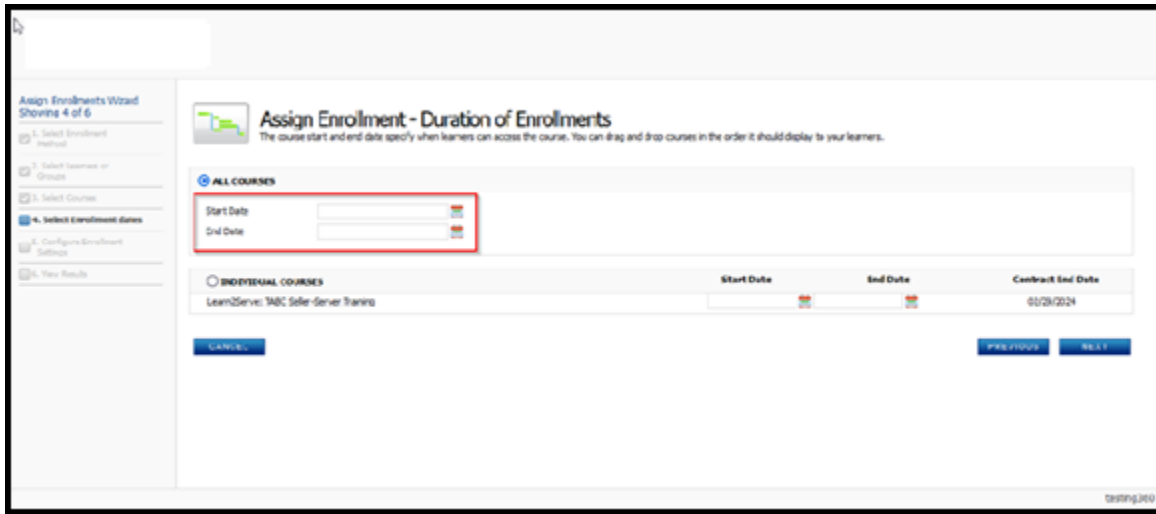 Assign Enrollments Wizard
Showing 4 of 6
1. Select Enrollment
Method
2. Select Learners or
Groups
3. Select Courses
4. Select Enrollment dates
5. Configure Enrollment
Settings
6. View Results
Assign Enrollment - Duration of Enrollments
The course start and end date specify when learners can access the course. You can drag and drop courses in the order it should display to your learners.
ALL COURSES
Start Date
End Date
INDIVIDUAL COURSES Start Date End Date Contract End Date
Learn2Serve: TABC Seller-Server Training
CANCEL PREVIOUS NEXT
testing360